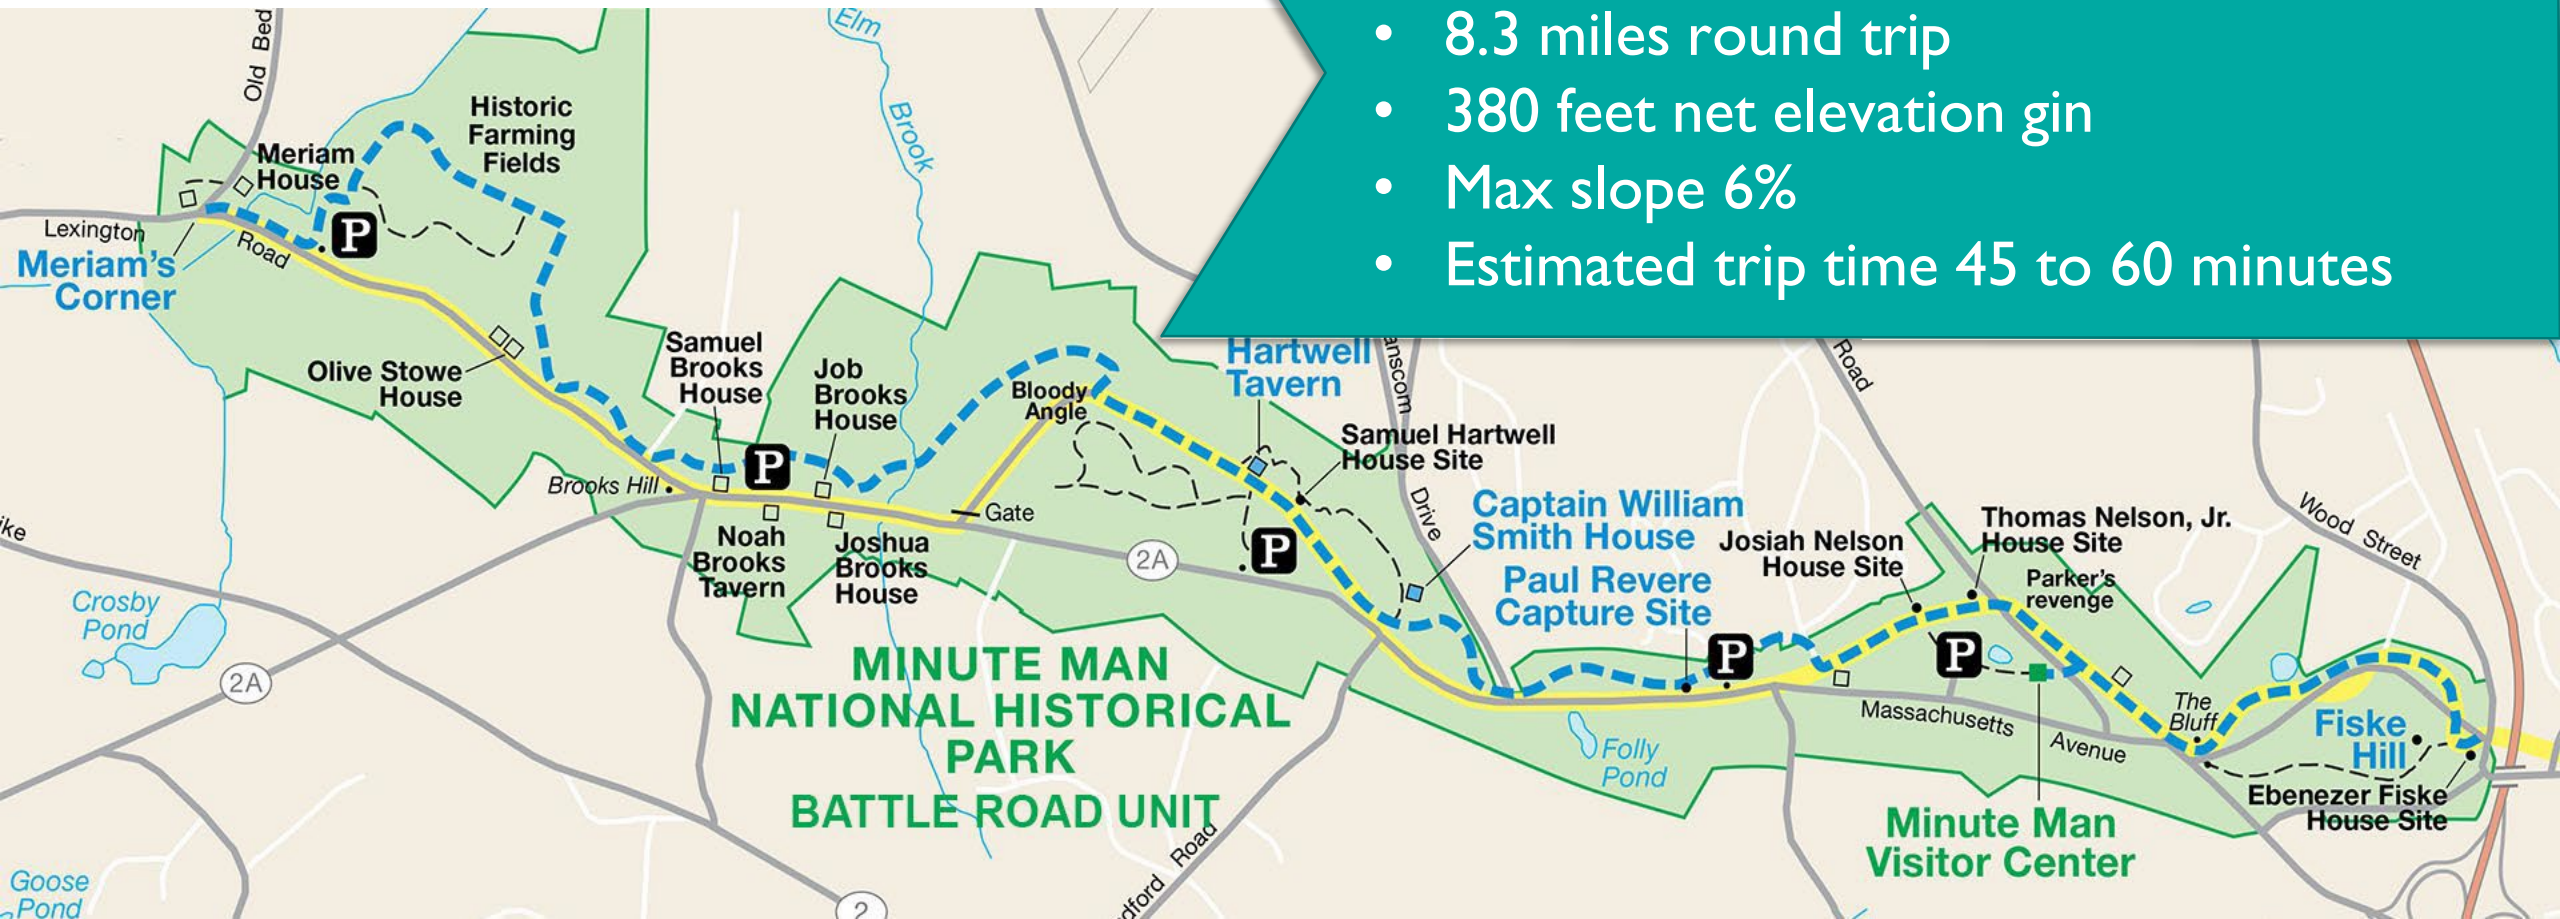 • 8.3 miles round trip
• 380 feet net elevation gin
• Max slope 6%
• Estimated trip time 45 to 60 minutes
Elm
Brook
Old Bed
Historic
Farming
Fields
Meriam
House
P
Lexington
Road
Meriam's
Corner
Olive Stowe
House
Samuel
Brooks
House
Job
Brooks
House
P
Brooks Hill
Noah
Brooks
Tavern
Joshua
Brooks
House
Bloody
Angle
Gate
2A
Hartwell
Tavern
Samuel Hartwell
House Site
P
anscom
Drive
Captain William
Smith House
Paul Revere
Capture Site
P
Josiah Nelson
House Site
Road
Thomas Nelson, Jr.
House Site
Parker's
revenge
P
Wood Street
The
Bluff
Fiske
Hill
Ebenezer Fiske
House Site
Massachusetts
Avenue
Minute Man
Visitor Center
Folly
Pond
MINUTE MAN
NATIONAL HISTORICAL
PARK
BATTLE ROAD UNIT
dford Road
ike
Crosby
Pond
2A
Goose
Pond
2